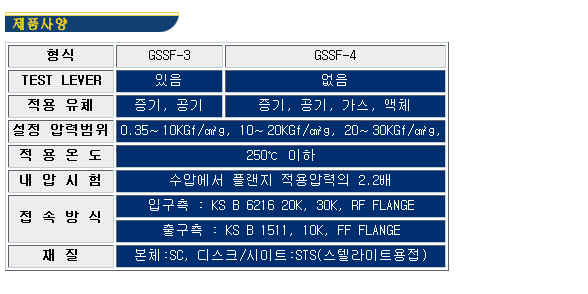 제품사양
형식 GSSF-3 GSSF-4
TEST LEVER 있음 없음
적용 유체 증기, 공기 증기, 공기, 가스, 액체
설정 압력범위 0.35~10KGf/㎠g, 10~20KGf/㎠g, 20~30KGf/㎠g,
적 용 온 도 250℃ 이하
내 압 시 험 수압에서 플랜지 적용압력의 2.2배
접 속 방 식 입구측 : KS B 6216 20K, 30K, RF FLANGE
출구측 : KS B 1511, 10K, FF FLANGE
재 질 본체:SC, 디스크/시이트:STS(스텔라이트용접)